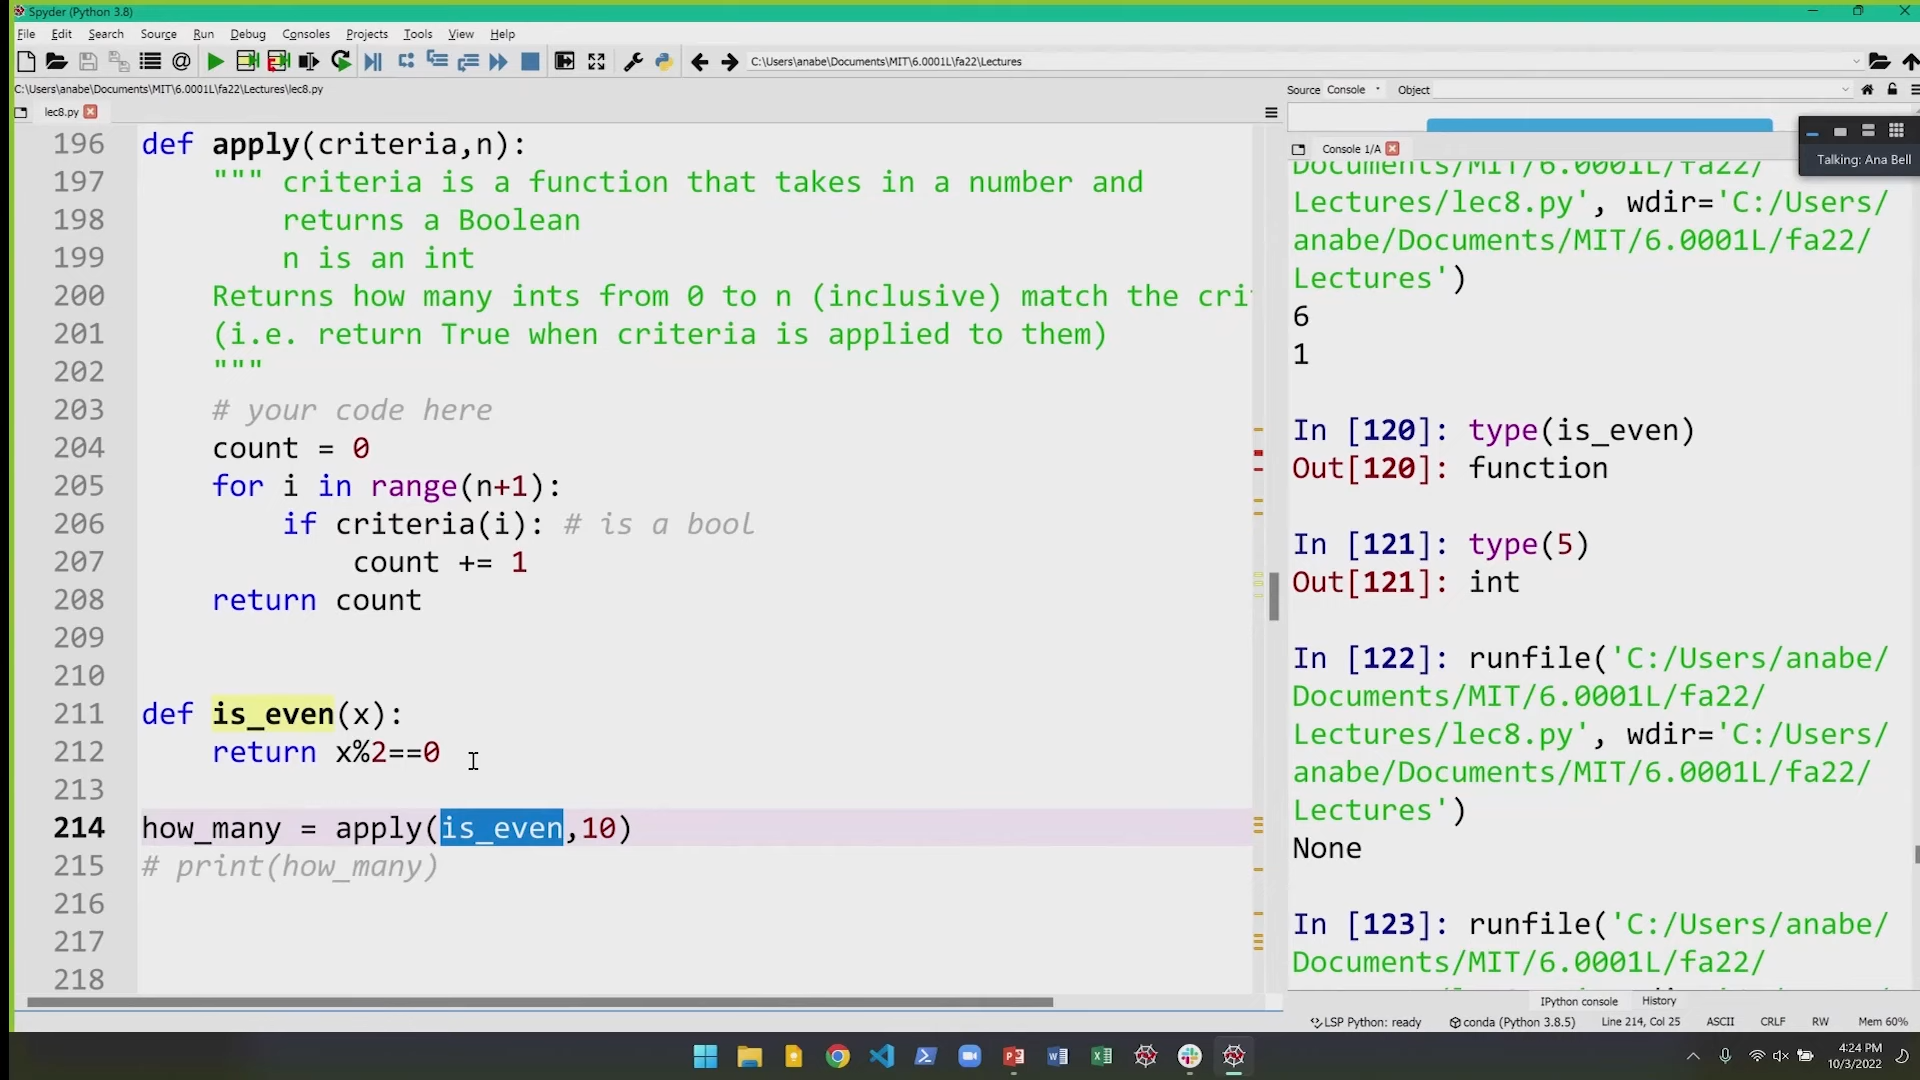 Spyder (Python 3.8)
File Edit Search Source Run Debug Consoles Projects Tools View Help
C:\Users\anabe\Documents\MIT\6.0001L\fa22\Lectures
C:\Users\anabe\Documents\MIT\6.0001L\fa22\Lectures\lec8.py
lec8.py
196 def apply(criteria,n):
197 """ criteria is a function that takes in a number and
198 returns a Boolean
199 n is an int
200 Returns how many ints from 0 to n (inclusive) match the cri
201 (i.e. return True when criteria is applied to them)
202 """
203 # your code here
204 count = 0
205 for i in range(n+1):
206 if criteria(i): # is a bool
207 count += 1
208 return count
209
210
211 def is_even(x):
212 return x%2==0
213
214 how_many = apply(is_even,10)
215 # print(how_many)
216
217
218
Source Console Object
Console 1/A
Talking: Ana Bell
Documents/MIT/6.0001L/fa22/
Lectures/lec8.py', wdir='C:/Users/
anabe/Documents/MIT/6.0001L/fa22/
Lectures')
6
1
In [120]: type(is_even)
Out[120]: function
In [121]: type(5)
Out[121]: int
In [122]: runfile('C:/Users/anabe/
Documents/MIT/6.0001L/fa22/
Lectures/lec8.py', wdir='C:/Users/
anabe/Documents/MIT/6.0001L/fa22/
Lectures')
None
In [123]: runfile('C:/Users/anabe/
Documents/MIT/6.0001L/fa22/
IPython console History
LSP Python: ready conda (Python 3.8.5) Line 214, Col 25 ASCII CRLF RW Mem 60%
4:24 PM
10/3/2022